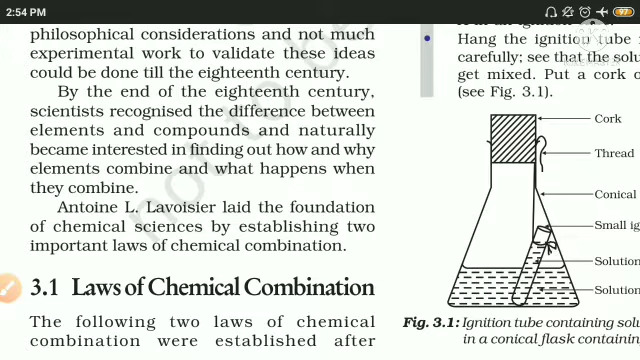 2:54 PM
97
philosophical considerations and not much
experimental work to validate these ideas
could be done till the eighteenth century.
By the end of the eighteenth century,
scientists recognised the difference between
elements and compounds and naturally
became interested in finding out how and why
elements combine and what happens when
they combine.
Antoine L. Lavoisier laid the foundation
of chemical sciences by establishing two
important laws of chemical combination.
3.1 Laws of Chemical Combination
The following two laws of chemical
combination were established after
Hang the ignition tube
carefully; see that the solu
get mixed. Put a cork o
(see Fig. 3.1).
Cork
Thread
Conical
Small ig
Solution
Solution
Fig. 3.1: Ignition tube containing solu
in a conical flask containin
not to be